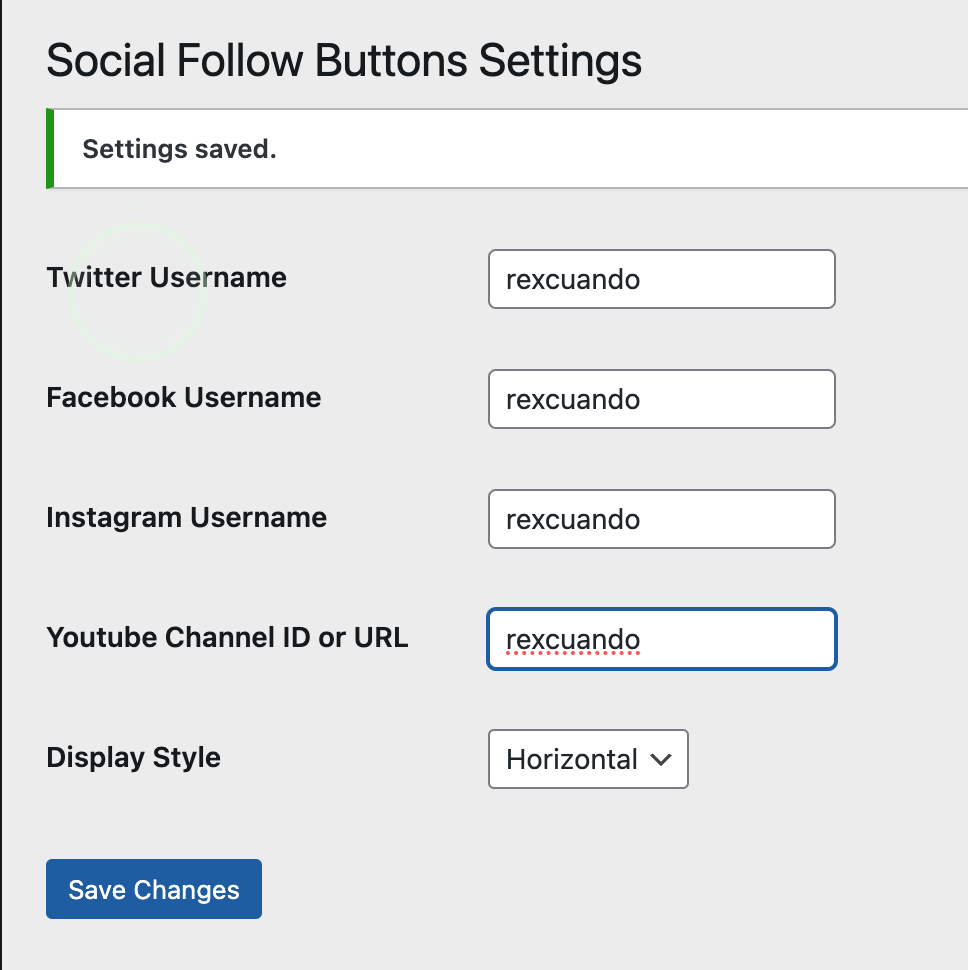 Social Follow Buttons Settings
Settings saved.
Twitter Username
rexcuando
Facebook Username
rexcuando
Instagram Username
rexcuando
Youtube Channel ID or URL
rexcuando
Display Style
Horizontal
Save Changes